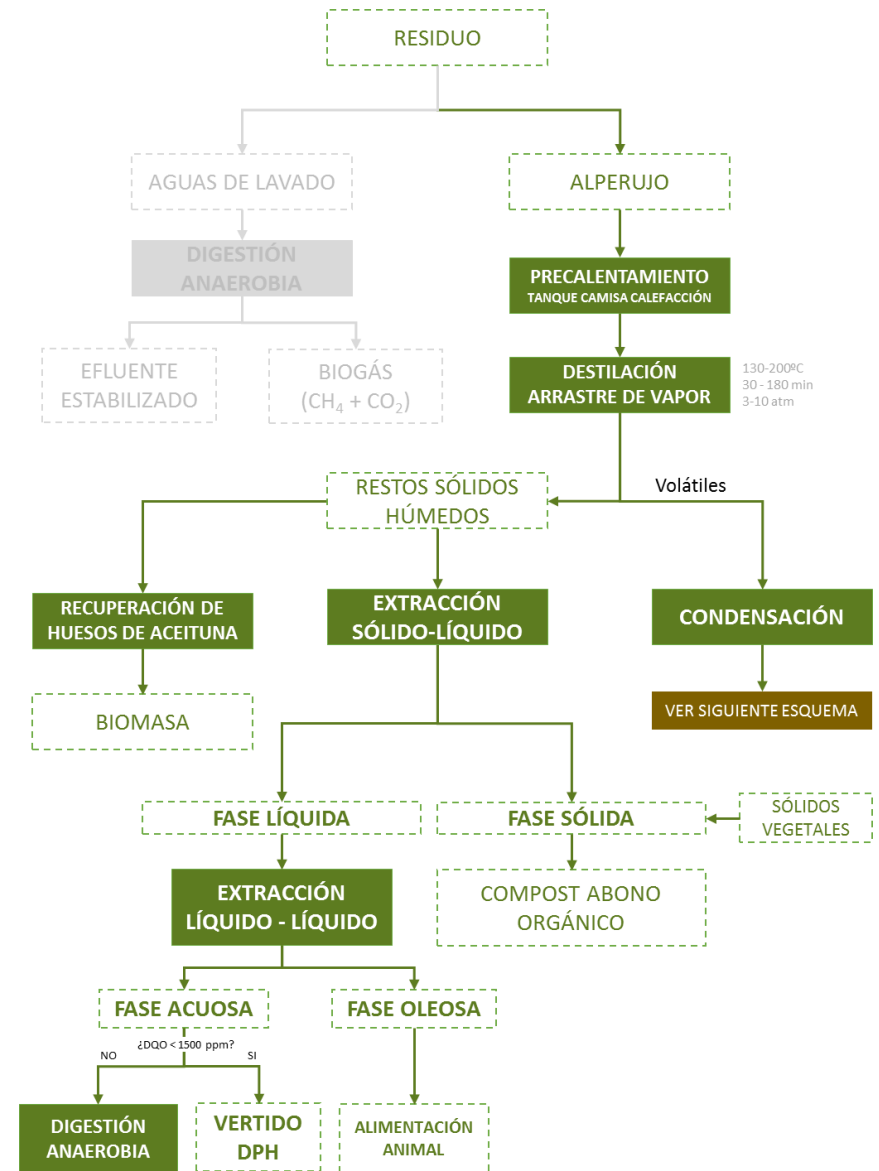 RESIDUO
AGUAS DE LAVADO
ALPERUJO
DIGESTIÓN
ANAEROBIA
PRECALENTAMIENTO
TANQUE CAMISA CALEFACCIÓN
EFLUENTE
ESTABILIZADO
BIOGÁS
(CH₄ + CO₂)
DESTILACIÓN
ARRASTRE DE VAPOR
130-200ºC
30 - 180 min
3-10 atm
RESTOS SÓLIDOS
HÚMEDOS
Volátiles
RECUPERACIÓN DE
HUESOS DE ACEITUNA
EXTRACCIÓN
SÓLIDO-LÍQUIDO
CONDENSACIÓN
BIOMASA
VER SIGUIENTE ESQUEMA
FASE LÍQUIDA
FASE SÓLIDA
SÓLIDOS
VEGETALES
EXTRACCIÓN
LÍQUIDO - LÍQUIDO
COMPOST ABONO
ORGÁNICO
FASE ACUOSA
FASE OLEOSA
¿DQO < 1500 ppm?
NO
SI
DIGESTIÓN
ANAEROBIA
VERTIDO
DPH
ALIMENTACIÓN
ANIMAL